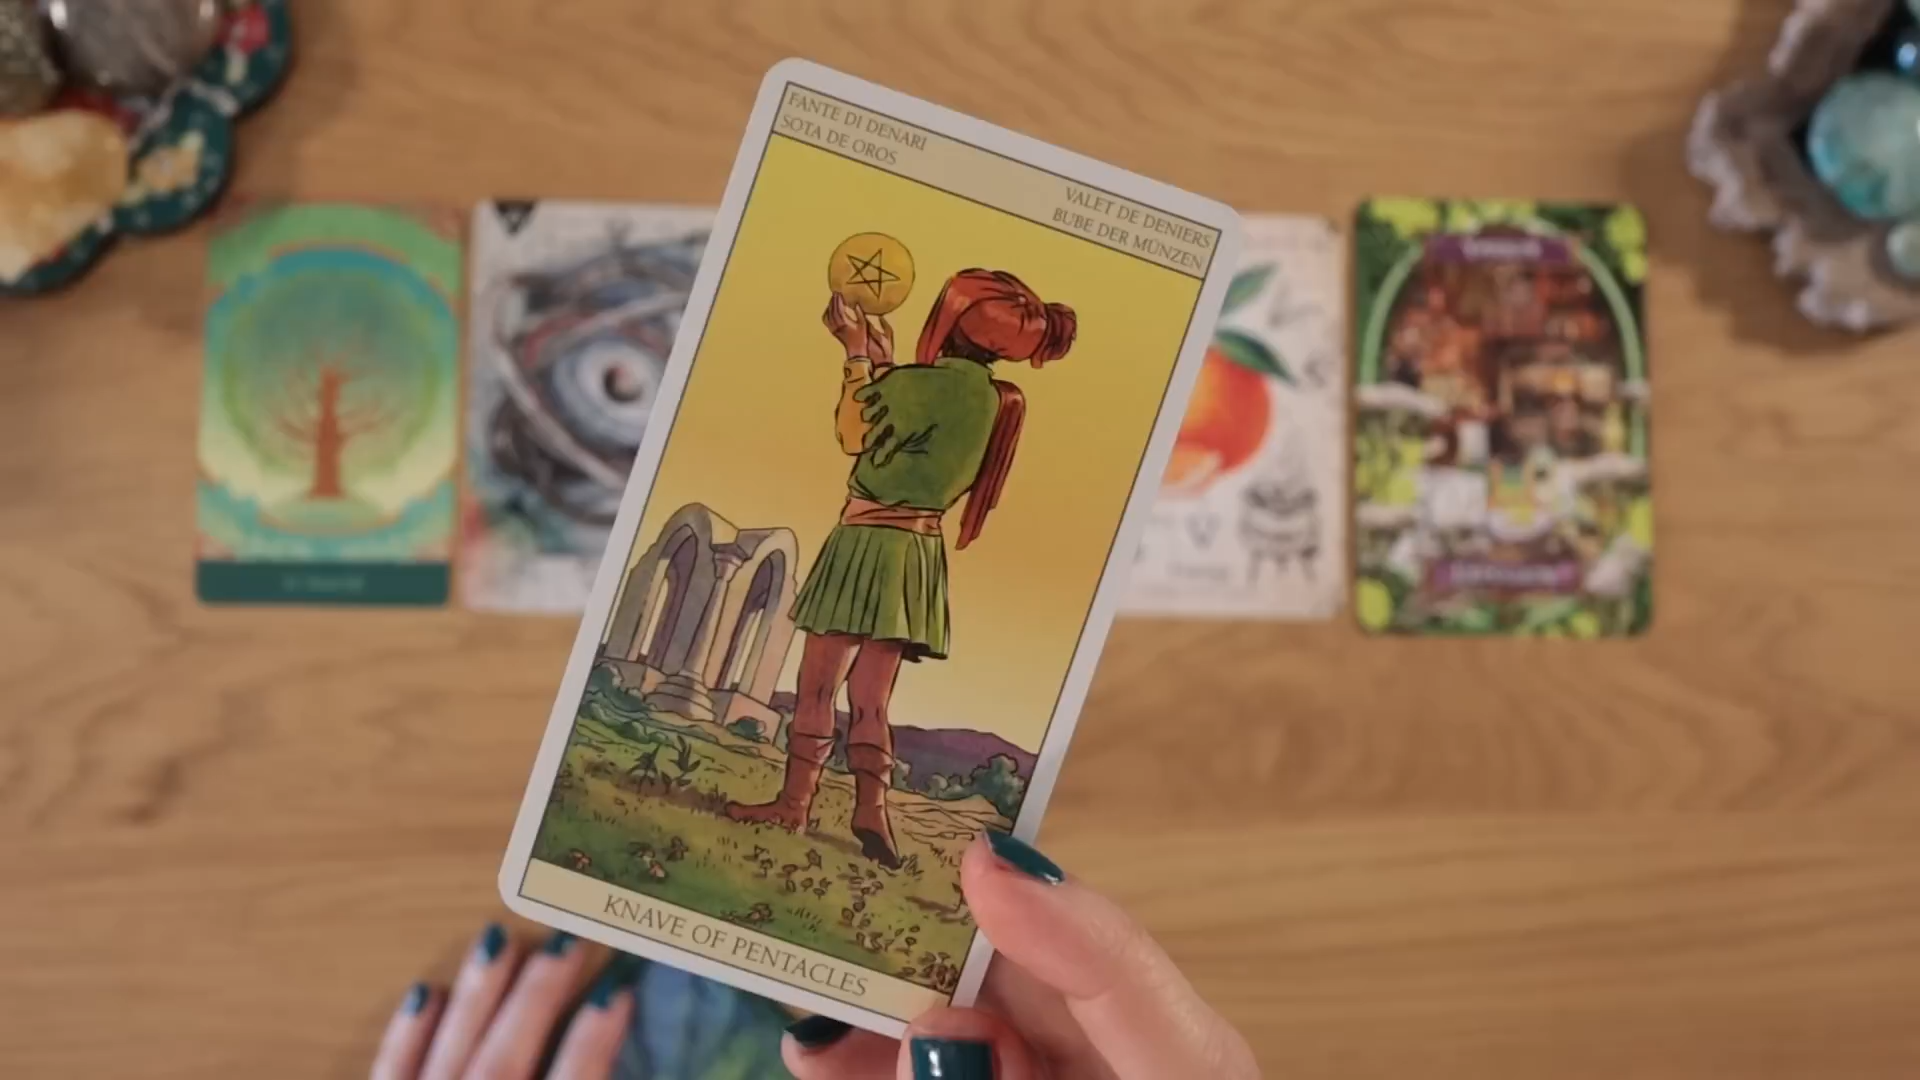 FANTE DI DENARI
SOTA DE OROS
VALET DE DENIERS
BUBE DER MÜNZEN
KNAVE OF PENTACLES